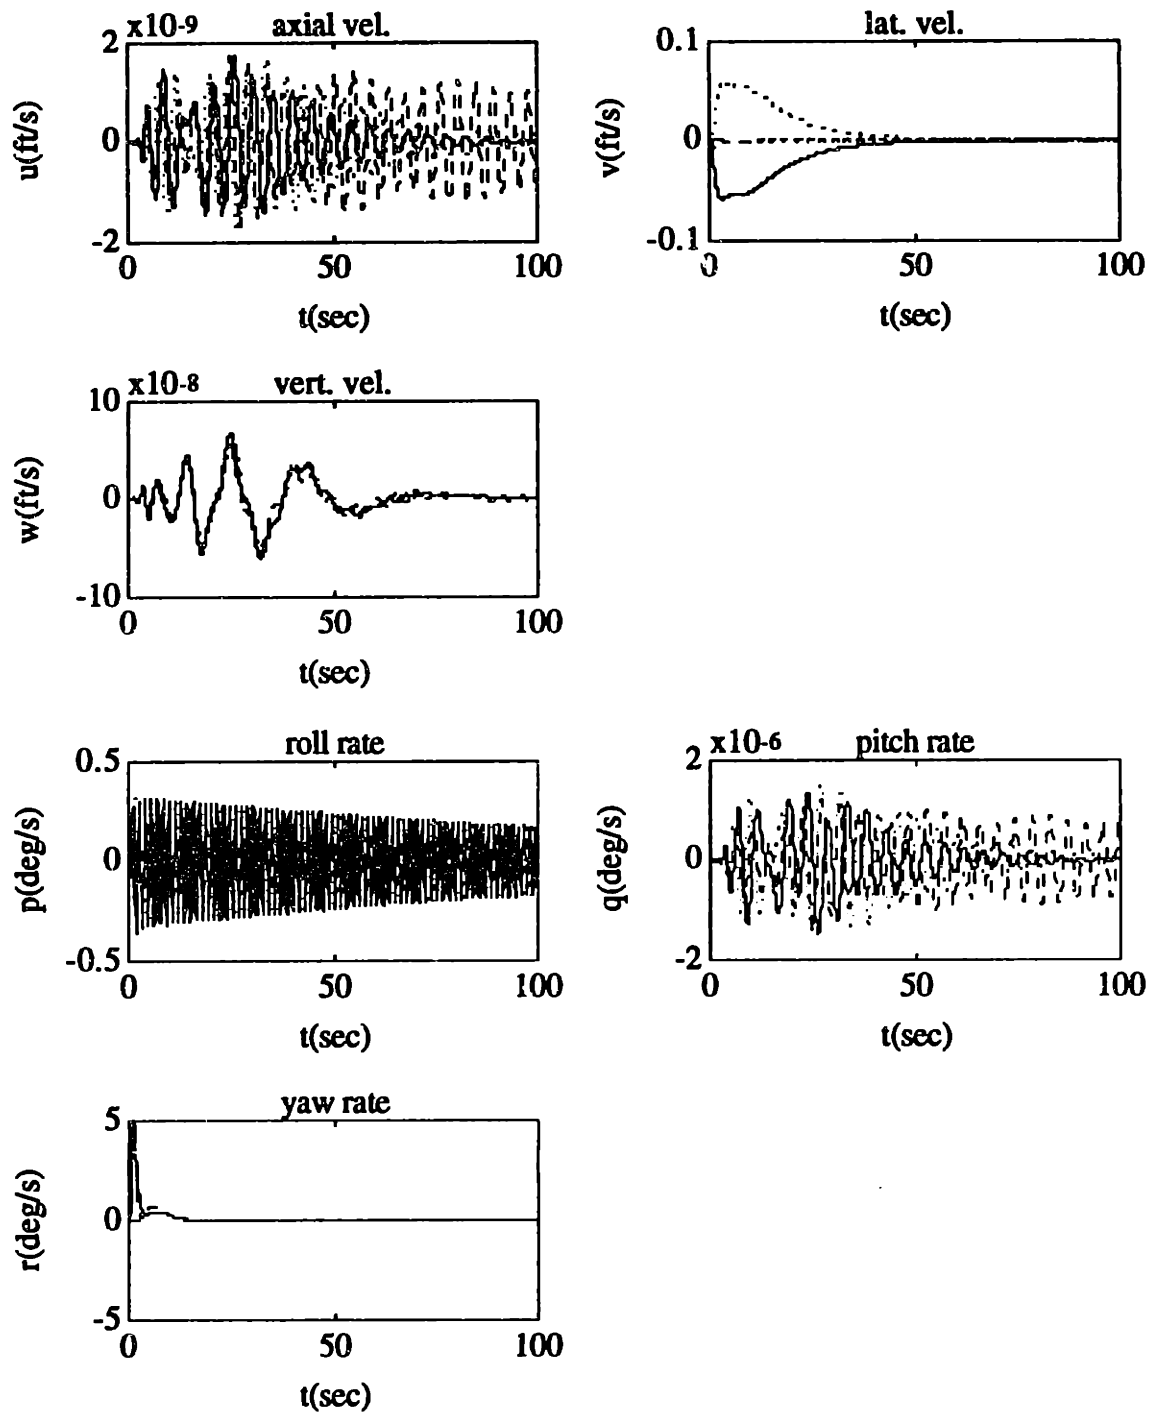 x10-9 axial vel.
2
0
-2
u(ft/s)
0 50 100
t(sec)
lat. vel.
0.1
0
-0.1
v(ft/s)
0 50 100
t(sec)
x10-8 vert. vel.
10
0
-10
w(ft/s)
0 50 100
t(sec)
roll rate
0.5
0
-0.5
p(deg/s)
0 50 100
t(sec)
x10-6 pitch rate
2
0
-2
q(deg/s)
0 50 100
t(sec)
yaw rate
5
0
-5
r(deg/s)
0 50 100
t(sec)